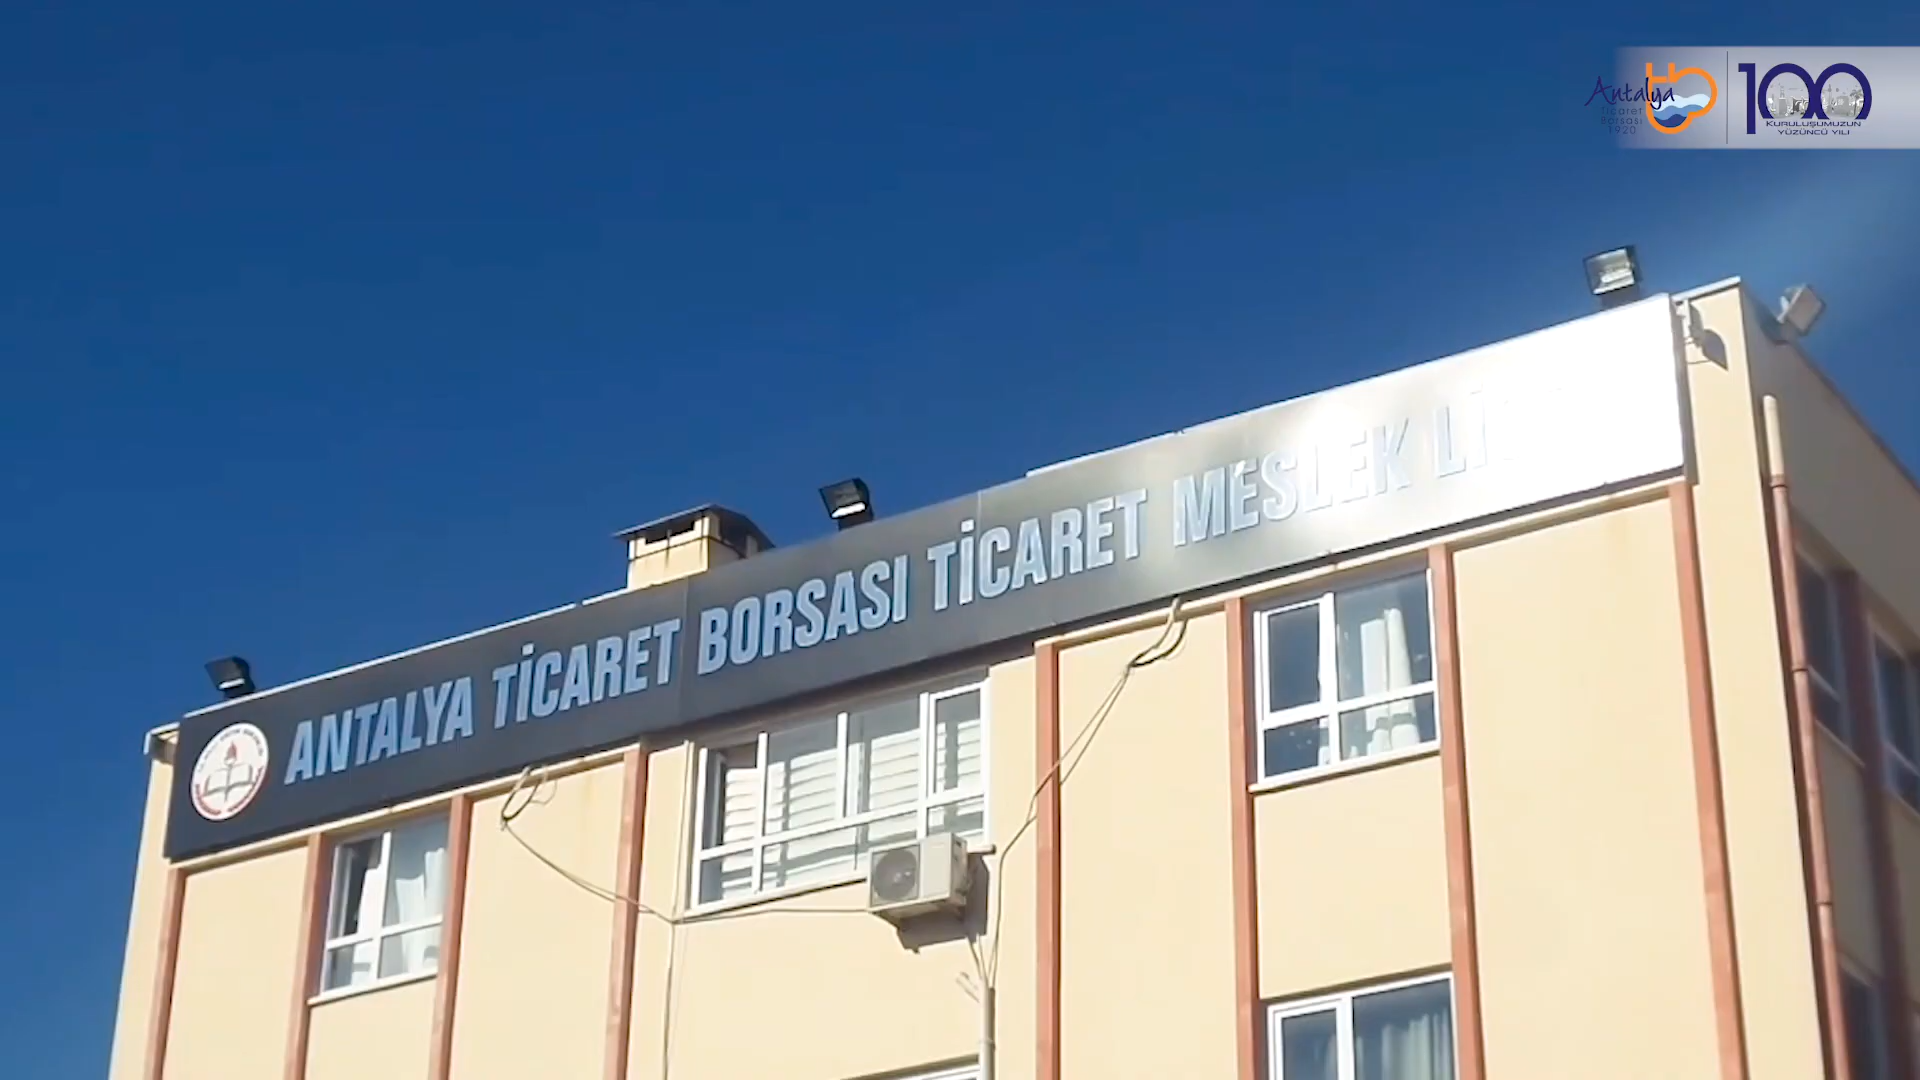 Antalya
Ticaret
Borsası
1920
100
KURULUŞUMUZUN
YÜZÜNCÜ YILI
ANTALYA TİCARET BORSASI TİCARET MESLEK